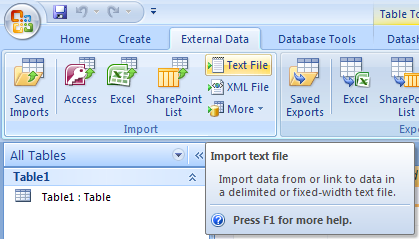 Table To
Home Create External Data Database Tools Datash
Saved Imports
Access
Excel
SharePoint List
Text File
XML File
More
Saved Exports
Excel
SharePoint List
Import
Exp
All Tables
Table1
Table1 : Table
Import text file
Import data from or link to data in
a delimited or fixed-width text file.
Press F1 for more help.